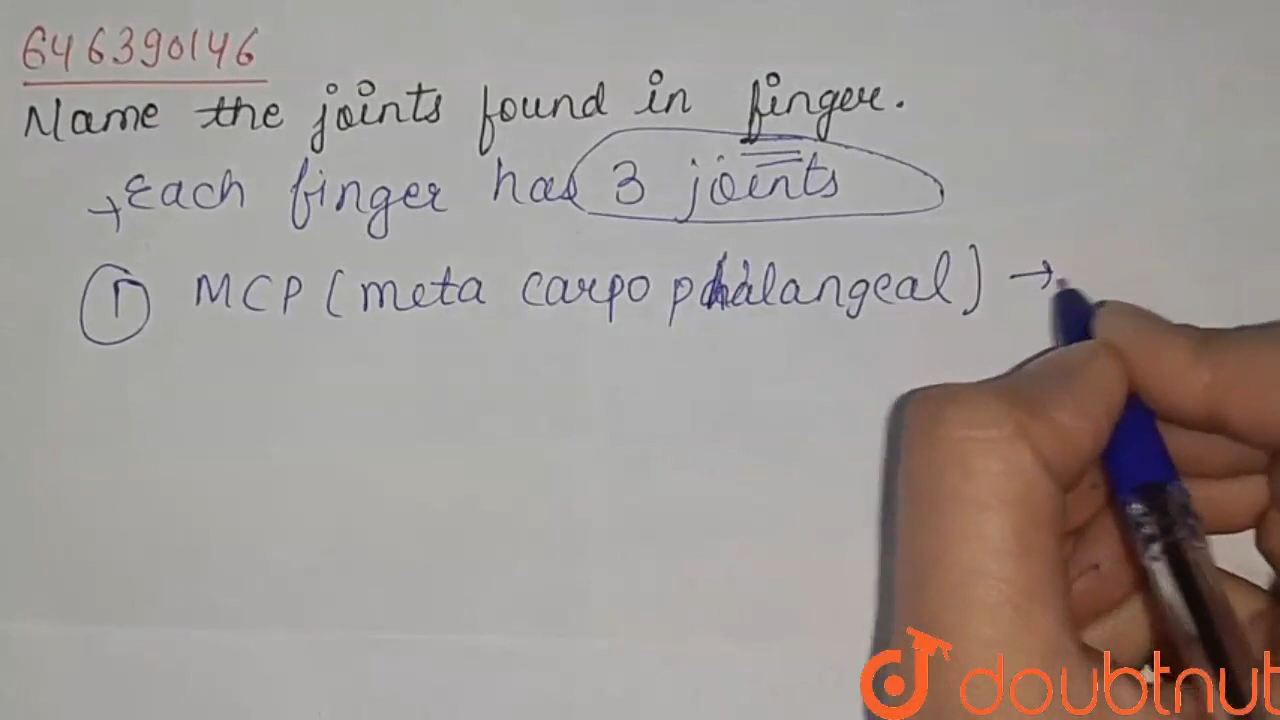 646390146
Name the joints found in finger.
→ Each finger has 3 joints
① MCP (meta carpo phalangeal) →
doubtnut